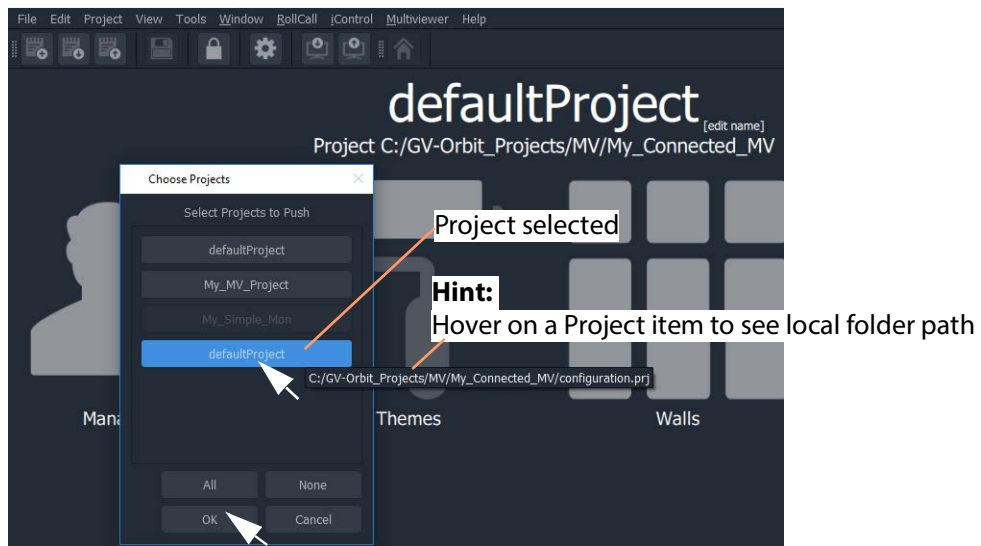 File Edit Project View Tools Window RollCall iControl Multiviewer Help
defaultProject [edit name]
Project C:/GV-Orbit_Projects/MV/My_Connected_MV
Choose Projects
Select Projects to Push
defaultProject
My_MV_Project
My_Simple_Mon
defaultProject
Project selected
Hint:
Hover on a Project item to see local folder path
C:/GV-Orbit_Projects/MV/My_Connected_MV/configuration.prj
Mana
Themes
Walls
All None
OK Cancel